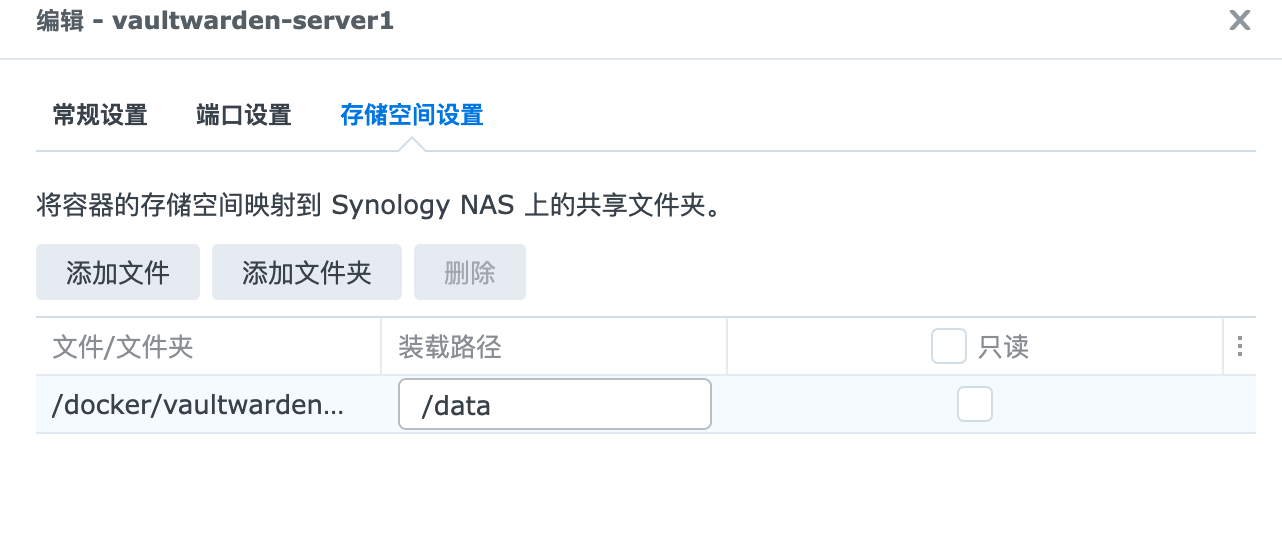 编辑 - vaultwarden-server1
常规设置 端口设置 存储空间设置
将容器的存储空间映射到 Synology NAS 上的共享文件夹。
添加文件 添加文件夹 删除
文件/文件夹 装载路径 只读
/docker/vaultwarden... /data